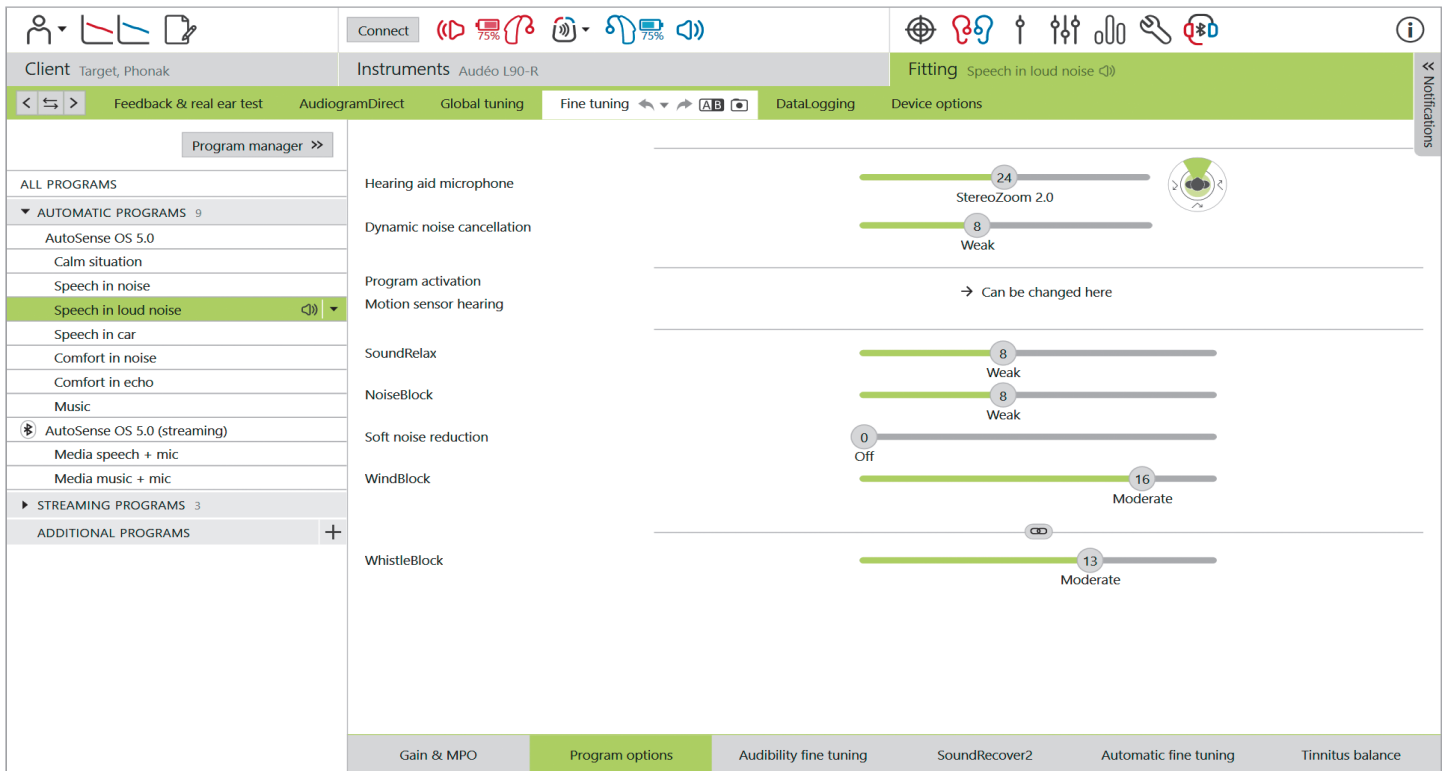 Connect
75%
75%
Client Target, Phonak
Instruments Audéo L90-R
Fitting Speech in loud noise
Notifications
Feedback & real ear test
AudiogramDirect
Global tuning
Fine tuning
AB
DataLogging
Device options
Program manager
ALL PROGRAMS
AUTOMATIC PROGRAMS 9
AutoSense OS 5.0
Calm situation
Speech in noise
Speech in loud noise
Speech in car
Comfort in noise
Comfort in echo
Music
AutoSense OS 5.0 (streaming)
Media speech + mic
Media music + mic
STREAMING PROGRAMS 3
ADDITIONAL PROGRAMS
Hearing aid microphone
24
StereoZoom 2.0
Dynamic noise cancellation
8
Weak
Program activation
Motion sensor hearing
Can be changed here
SoundRelax
8
Weak
NoiseBlock
8
Weak
Soft noise reduction
0
Off
WindBlock
16
Moderate
WhistleBlock
13
Moderate
Gain & MPO
Program options
Audibility fine tuning
SoundRecover2
Automatic fine tuning
Tinnitus balance